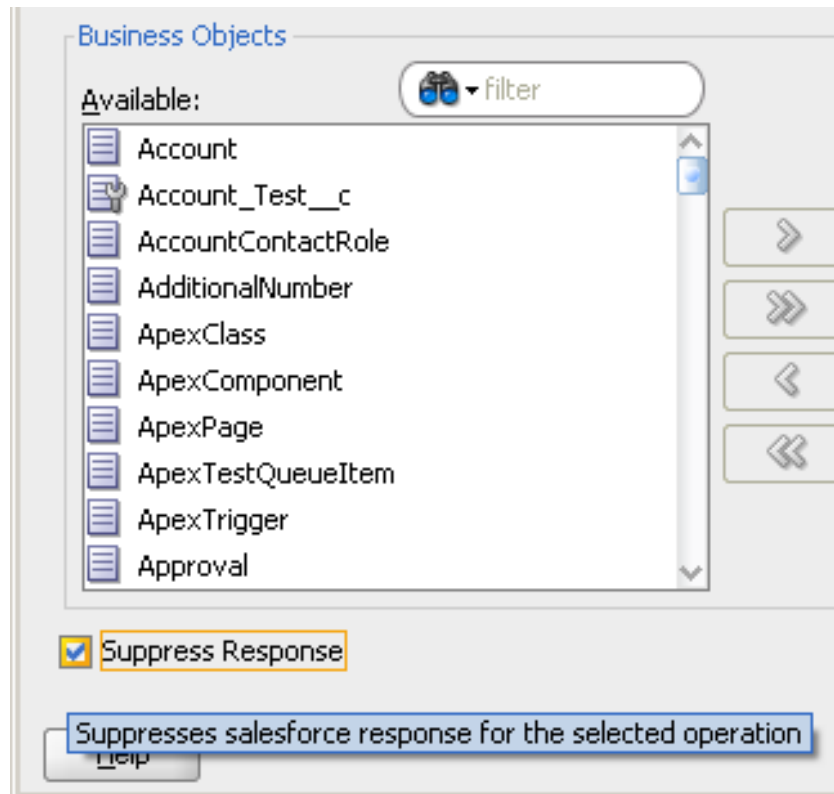 Business Objects
Available:
filter
Account
Account_Test__c
AccountContactRole
AdditionalNumber
ApexClass
ApexComponent
ApexPage
ApexTestQueueItem
ApexTrigger
Approval
Suppress Response
Suppresses salesforce response for the selected operation
Help